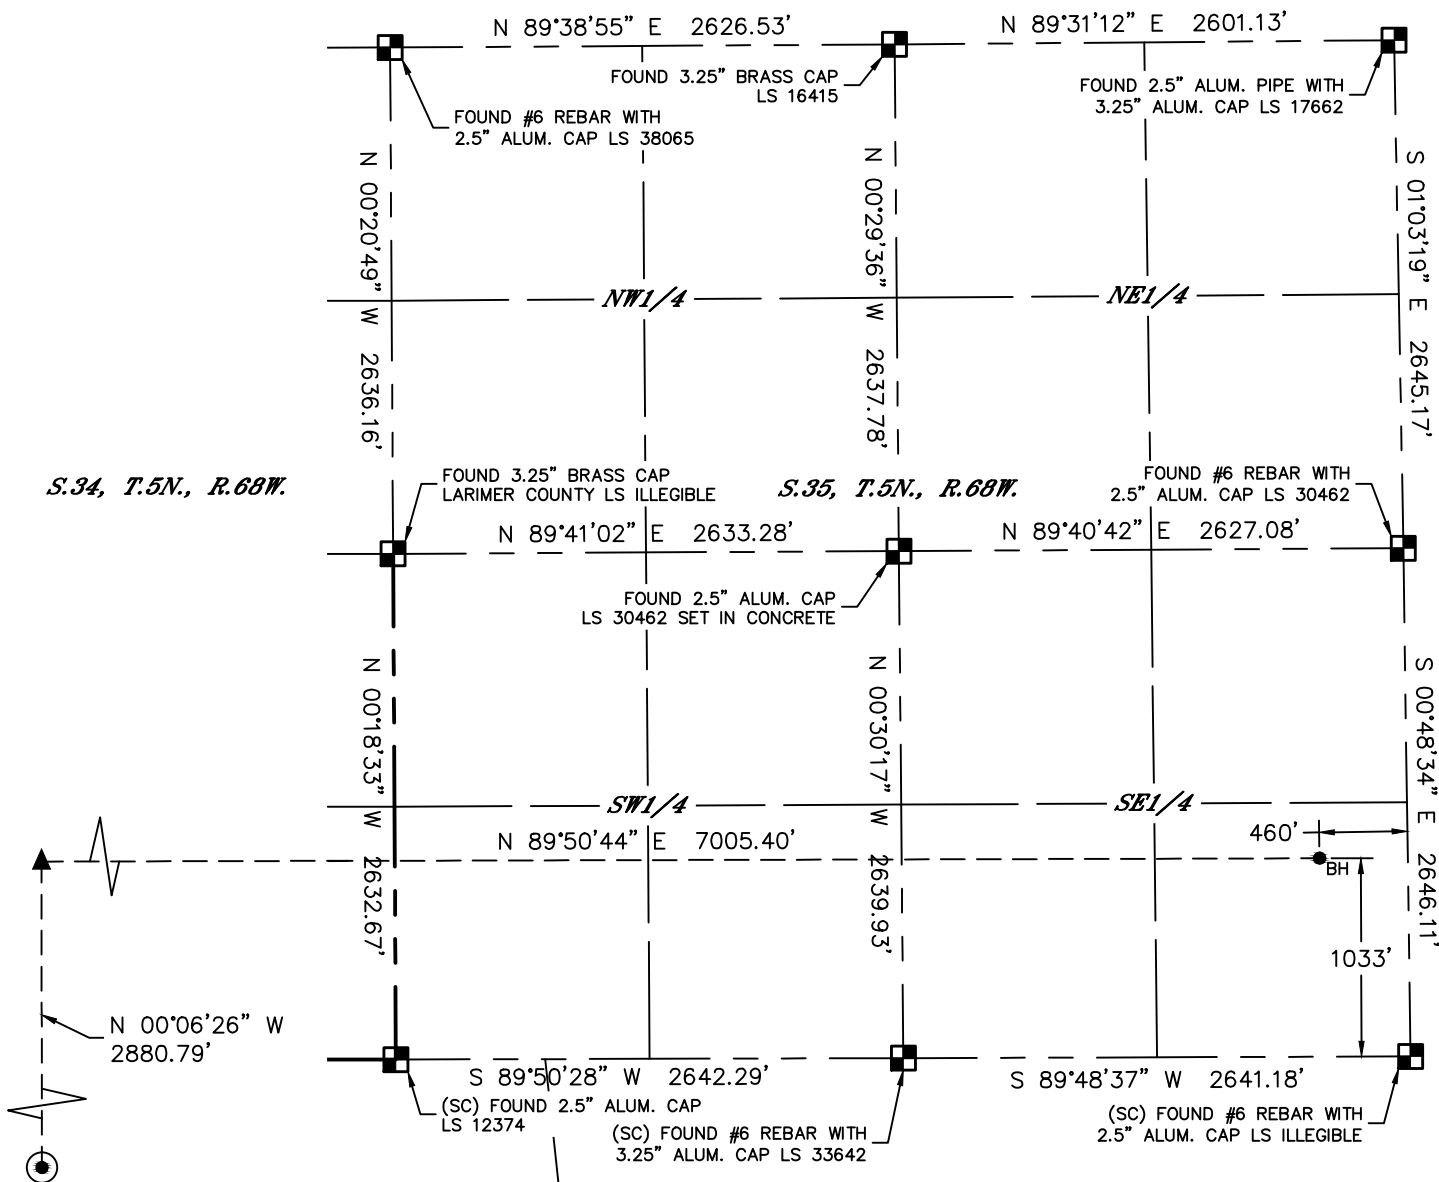 N 89°38'55" E 2626.53'
N 89°31'12" E 2601.13'
FOUND 3.25" BRASS CAP
LS 16415
FOUND 2.5" ALUM. PIPE WITH
3.25" ALUM. CAP LS 17662
FOUND #6 REBAR WITH
2.5" ALUM. CAP LS 38065
N 00°20'49" W 2636.16'
N 00°29'36" W 2637.78'
S 01°03'19" E 2645.17'
NW1/4
NE1/4
S.34, T.5N., R.68W.
FOUND 3.25" BRASS CAP
LARIMER COUNTY LS ILLEGIBLE
S.35, T.5N., R.68W.
FOUND #6 REBAR WITH
2.5" ALUM. CAP LS 30462
N 89°41'02" E 2633.28'
N 89°40'42" E 2627.08'
FOUND 2.5" ALUM. CAP
LS 30462 SET IN CONCRETE
N 00°18'33" W 2632.67'
N 00°30'17" W 2639.93'
S 00°48'34" E 2646.11'
SW1/4
SE1/4
N 89°50'44" E 7005.40'
460'
BH
1033'
N 00°06'26" W
2880.79'
S 89°50'28" W 2642.29'
S 89°48'37" W 2641.18'
(SC) FOUND 2.5" ALUM. CAP
LS 12374
(SC) FOUND #6 REBAR WITH
3.25" ALUM. CAP LS 33642
(SC) FOUND #6 REBAR WITH
2.5" ALUM. CAP LS ILLEGIBLE